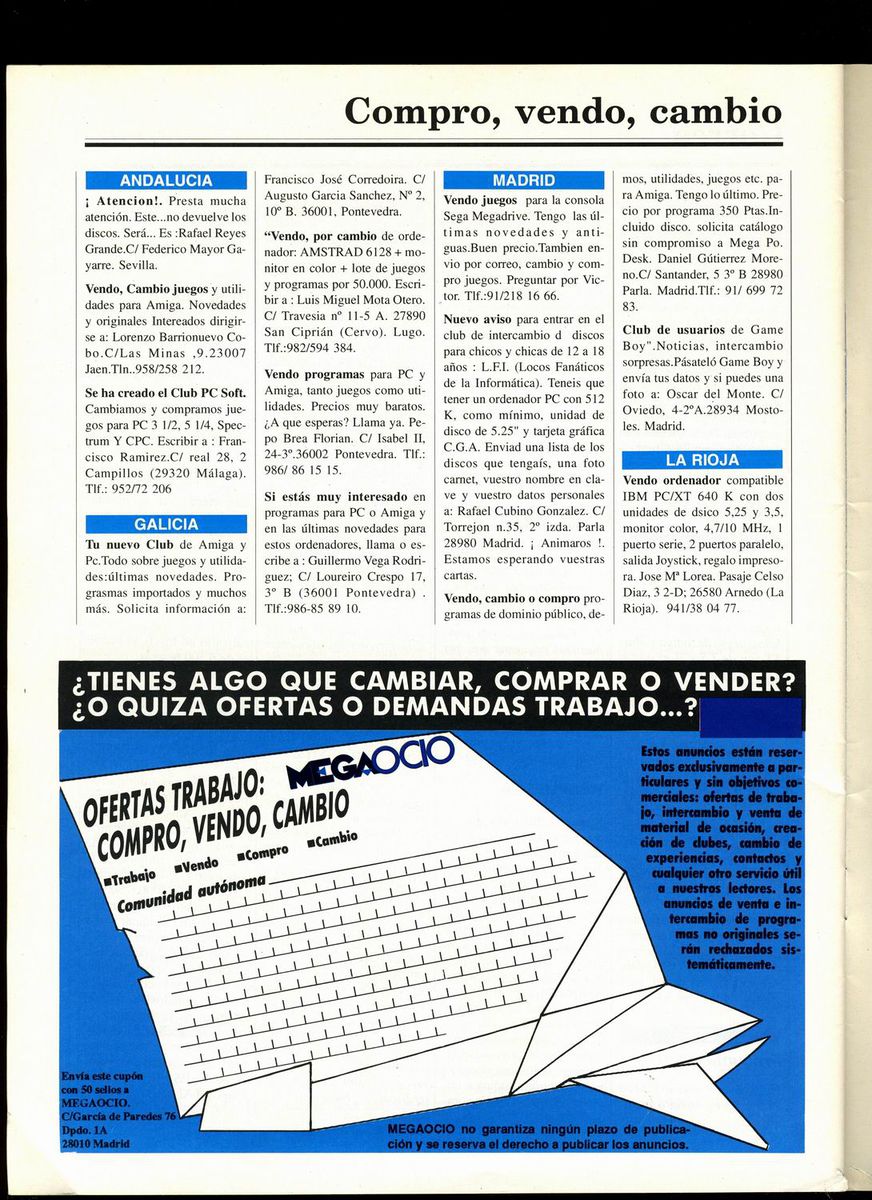 Compro, vendo, cambio
ANDALUCIA
¡ Atencion!. Presta mucha
atención. Este...no devuelve los
discos. Será... Es :Rafael Reyes
Grande.C/ Federico Mayor Ga-
yarre. Sevilla.
Vendo, Cambio juegos y utili-
dades para Amiga. Novedades
y originales Intereados dirigir-
se a: Lorenzo Barrionuevo Co-
bo.C/Las Minas ,9.23007
Jaen.Tln..958/258 212.
Se ha creado el Club PC Soft.
Cambiamos y compramos jue-
gos para PC 3 1/2, 5 1/4, Spec-
trum Y CPC. Escribir a : Fran-
cisco Ramirez.C/ real 28, 2
Campillos (29320 Málaga).
Tlf.: 952/72 206
GALICIA
Tu nuevo Club de Amiga y
Pc.Todo sobre juegos y utilida-
des:últimas novedades. Pro-
grasmas importados y muchos
más. Solicita información a:
Francisco José Corredoira. C/
Augusto Garcia Sanchez, Nº 2,
10º B. 36001, Pontevedra.
“Vendo, por cambio de orde-
nador: AMSTRAD 6128 + mo-
nitor en color + lote de juegos
y programas por 50.000. Escri-
bir a : Luis Miguel Mota Otero.
C/ Travesia nº 11-5 A. 27890
San Ciprián (Cervo). Lugo.
Tlf.:982/594 384.
Vendo programas para PC y
Amiga, tanto juegos como uti-
lidades. Precios muy baratos.
¿A que esperas? Llama ya. Pe-
po Brea Florian. C/ Isabel II,
24-3º.36002 Pontevedra. Tlf.:
986/ 86 15 15.
Si estás muy interesado en
programas para PC o Amiga y
en las últimas novedades para
estos ordenadores, llama o es-
cribe a : Guillermo Vega Rodri-
guez; C/ Loureiro Crespo 17,
3º B (36001 Pontevedra) .
Tlf.:986-85 89 10.
MADRID
Vendo juegos para la consola
Sega Megadrive. Tengo las úl-
timas novedades y anti-
guas.Buen precio.Tambien en-
vio por correo, cambio y com-
pro juegos. Preguntar por Vic-
tor. Tlf.:91/218 16 66.
Nuevo aviso para entrar en el
club de intercambio d discos
para chicos y chicas de 12 a 18
años : L.F.I. (Locos Fanáticos
de la Informática). Teneis que
tener un ordenador PC con 512
K, como mínimo, unidad de
disco de 5.25" y tarjeta gráfica
C.G.A. Enviad una lista de los
discos que tengaís, una foto
carnet, vuestro nombre en cla-
ve y vuestro datos personales
a: Rafael Cubino Gonzalez. C/
Torrejon n.35, 2º izda. Parla
28980 Madrid. ¡ Animaros !.
Estamos esperando vuestras
cartas.
Vendo, cambio o compro pro-
gramas de dominio público, de-
mos, utilidades, juegos etc. pa-
ra Amiga. Tengo lo último. Pre-
cio por programa 350 Ptas.In-
cluido disco. solicita catálogo
sin compromiso a Mega Po.
Desk. Daniel Gútierrez More-
no.C/ Santander, 5 3º B 28980
Parla. Madrid.Tlf.: 91/ 699 72
83.
Club de usuarios de Game
Boy".Noticias, intercambio
sorpresas.Pásateló Game Boy y
envía tus datos y si puedes una
foto a: Oscar del Monte. C/
Oviedo, 4-2ºA.28934 Mosto-
les. Madrid.
LA RIOJA
Vendo ordenador compatible
IBM PC/XT 640 K con dos
unidades de dsico 5,25 y 3,5,
monitor color, 4,7/10 MHz, 1
puerto serie, 2 puertos paralelo,
salida Joystick, regalo impreso-
ra. Jose Mª Lorea. Pasaje Celso
Diaz, 3 2-D; 26580 Arnedo (La
Rioja). 941/38 04 77.
¿TIENES ALGO QUE CAMBIAR, COMPRAR O VENDER?
¿O QUIZA OFERTAS O DEMANDAS TRABAJO...?
MEGAOCIO
OFERTAS TRABAJO:
COMPRO, VENDO, CAMBIO
■Trabajo ■Vendo ■Compro ■Cambio
Comunidad autónoma
Estos anuncios están reser-
vados exclusivamente a par-
ticulares y sin objetivos co-
merciales: ofertas de traba-
jo, intercambio y venta de
material de ocasión, crea-
ción de clubes, cambio de
experiencias, contactos y
cualquier otro servicio útil
a nuestros lectores. Los
anuncios de venta e in-
tercambio de progra-
mas no originales se-
rán rechazados sis-
temáticamente.
Envía este cupón
con 50 sellos a
MEGAOCIO.
C/García de Paredes 76
Dpdo. 1A
28010 Madrid
MEGAOCIO no garantiza ningún plazo de publica-
ción y se reserva el derecho a publicar los anuncios.